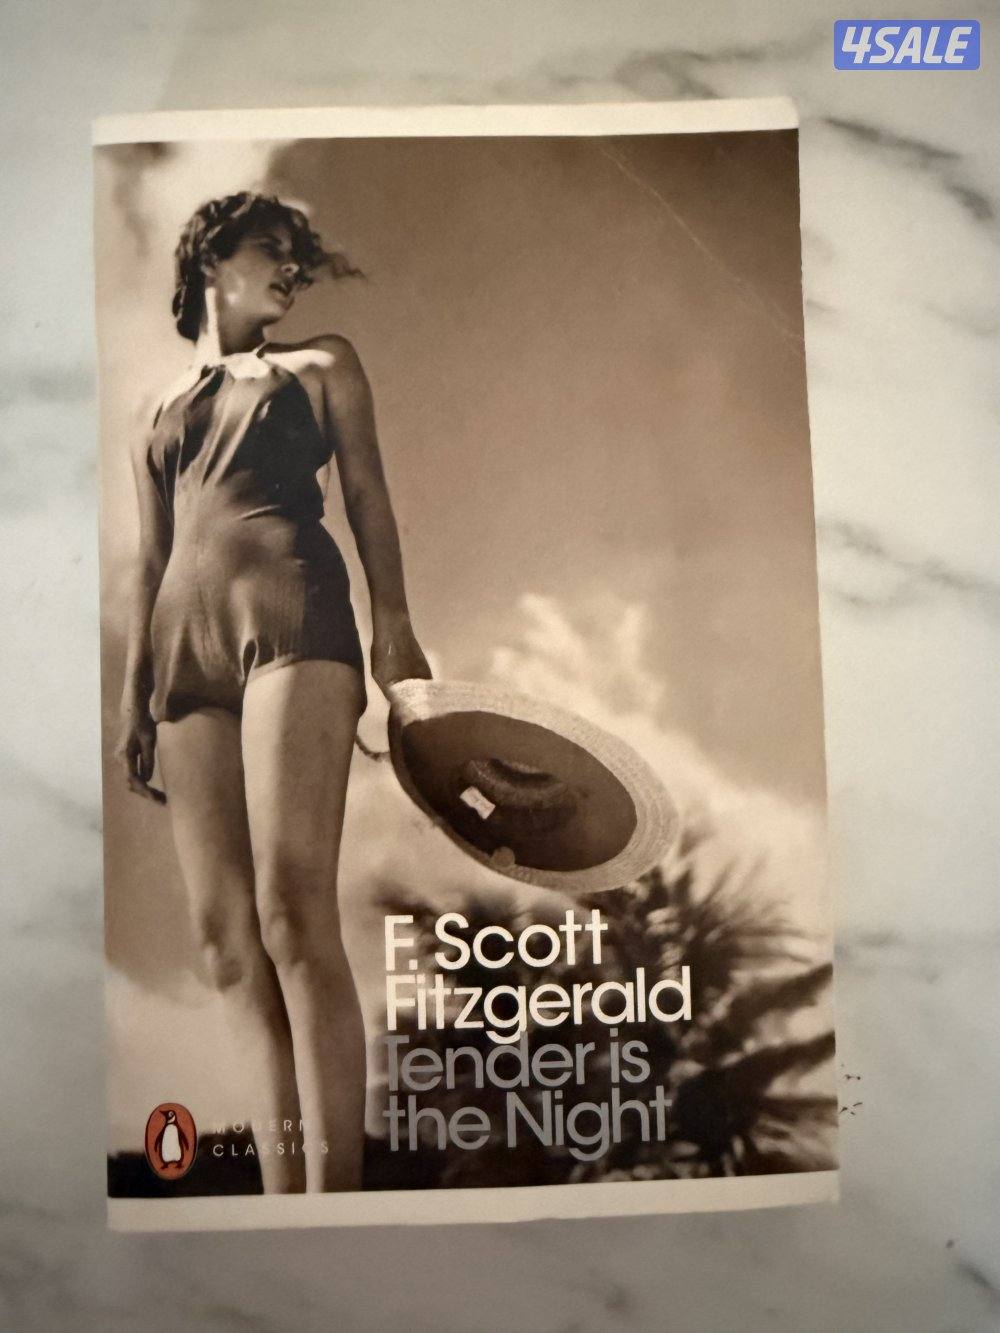 4SALE
F. Scott
Fitzgerald
Tender is
the Night
MODERN
CLASSICS